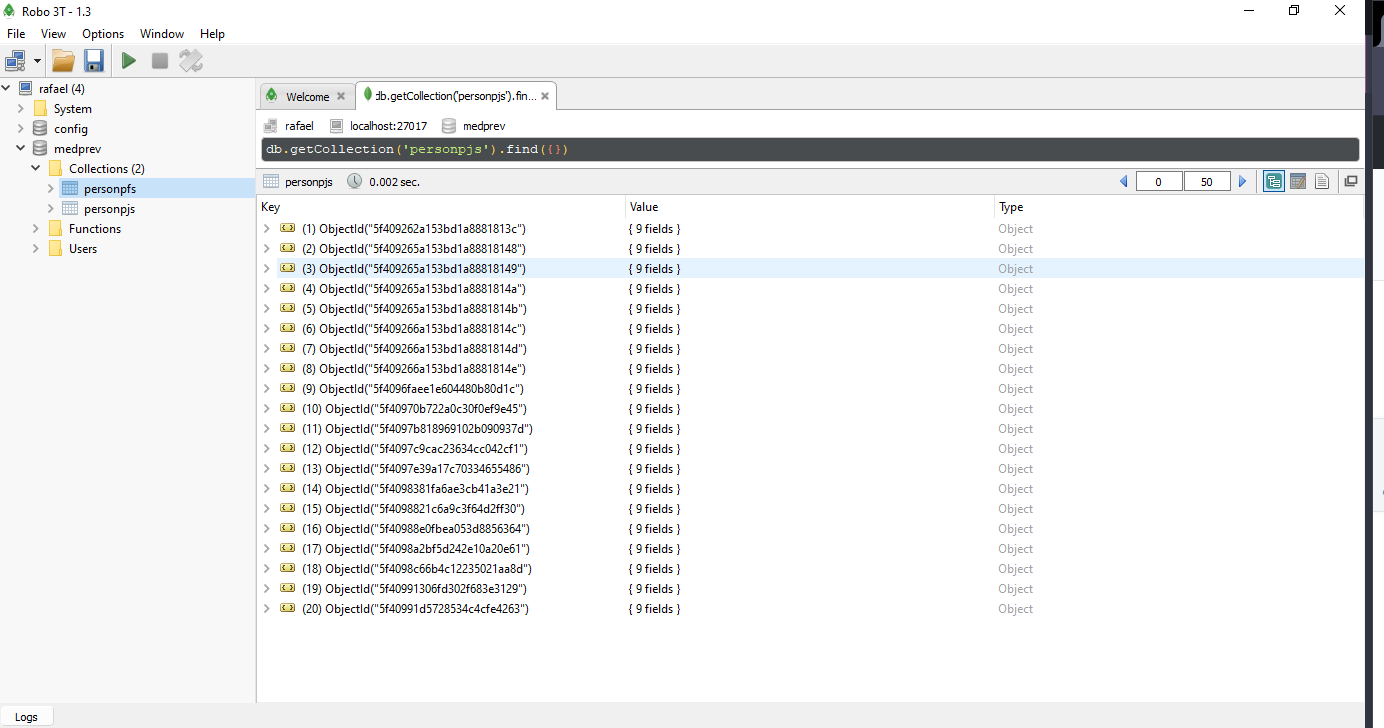 Robo 3T - 1.3
File View Options Window Help
rafael (4)
System
config
medprev
Collections (2)
personpfs
personpjs
Functions
Users
Welcome
db.getCollection('personpjs').fin...
rafael localhost:27017 medprev
db.getCollection('personpjs').find({})
personpjs 0.002 sec. 0 50
Key Value Type
(1) ObjectId("5f409262a153bd1a8881813c") { 9 fields } Object
(2) ObjectId("5f409265a153bd1a88818148") { 9 fields } Object
(3) ObjectId("5f409265a153bd1a88818149") { 9 fields } Object
(4) ObjectId("5f409265a153bd1a8881814a") { 9 fields } Object
(5) ObjectId("5f409265a153bd1a8881814b") { 9 fields } Object
(6) ObjectId("5f409266a153bd1a8881814c") { 9 fields } Object
(7) ObjectId("5f409266a153bd1a8881814d") { 9 fields } Object
(8) ObjectId("5f409266a153bd1a8881814e") { 9 fields } Object
(9) ObjectId("5f4096faee1e604480b80d1c") { 9 fields } Object
(10) ObjectId("5f40970b722a0c30f0ef9e45") { 9 fields } Object
(11) ObjectId("5f4097b818969102b090937d") { 9 fields } Object
(12) ObjectId("5f4097c9cac23634cc042cf1") { 9 fields } Object
(13) ObjectId("5f4097e39a17c70334655486") { 9 fields } Object
(14) ObjectId("5f4098381fa6ae3cb41a3e21") { 9 fields } Object
(15) ObjectId("5f4098821c6a9c3f64d2ff30") { 9 fields } Object
(16) ObjectId("5f40988e0fbea053d8856364") { 9 fields } Object
(17) ObjectId("5f4098a2bf5d242e10a20e61") { 9 fields } Object
(18) ObjectId("5f4098c66b4c12235021aa8d") { 9 fields } Object
(19) ObjectId("5f40991306fd302f683e3129") { 9 fields } Object
(20) ObjectId("5f40991d5728534c4cfe4263") { 9 fields } Object
Logs